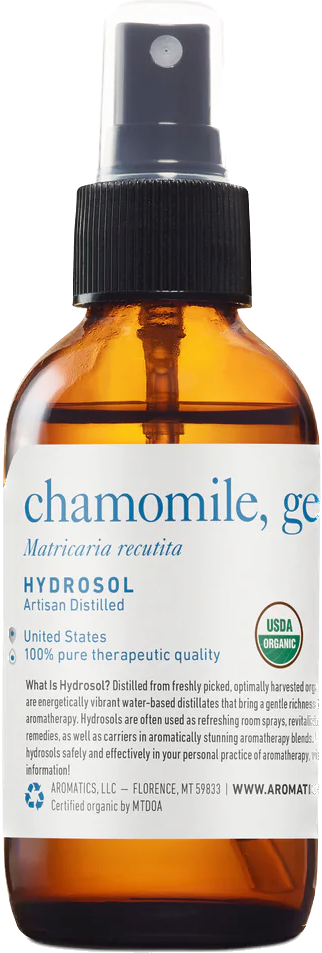 chamomile, ge
Matricaria recutita
HYDROSOL
Artisan Distilled
USDA
ORGANIC
United States
100% pure therapeutic quality
What Is Hydrosol? Distilled from freshly picked, optimally harvested
are energetically vibrant water-based distillates that bring a gentle richness
aromatherapy. Hydrosols are often used as refreshing room sprays,
remedies, as well as carriers in aromatically stunning aromatherapy blends.
hydrosols safely and effectively in your personal practice of aromatherapy,
information!
AROMATICS, LLC — FLORENCE, MT 59833 | WWW.AROMATI
Certified organic by MTDOA